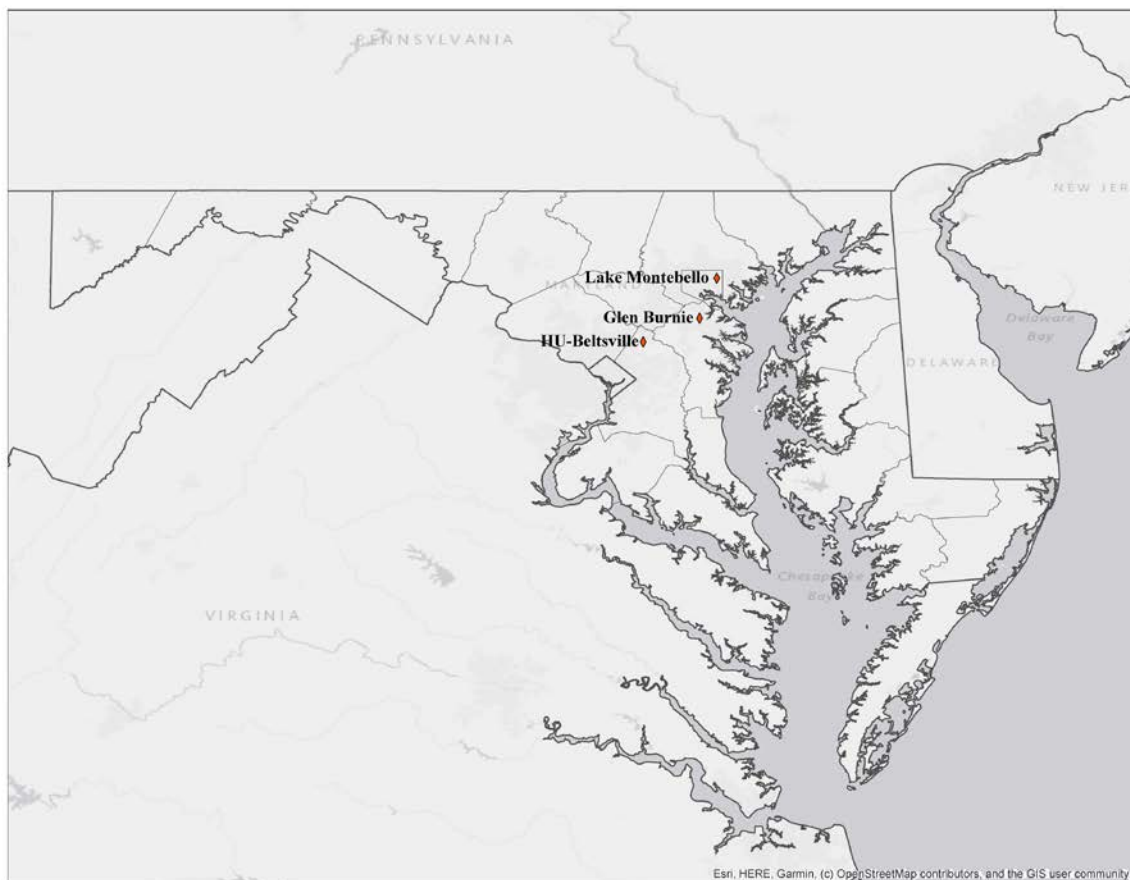 PENNSYLVANIA
NEW JER
Lake Montebello
MARYLAND
Glen Burnie
Delaware
Bay
HU-Beltsville
DELAWARE
Chesapeake
Bay
VIRGINIA
Esri, HERE, Garmin, (c) OpenStreetMap contributors, and the GIS user community